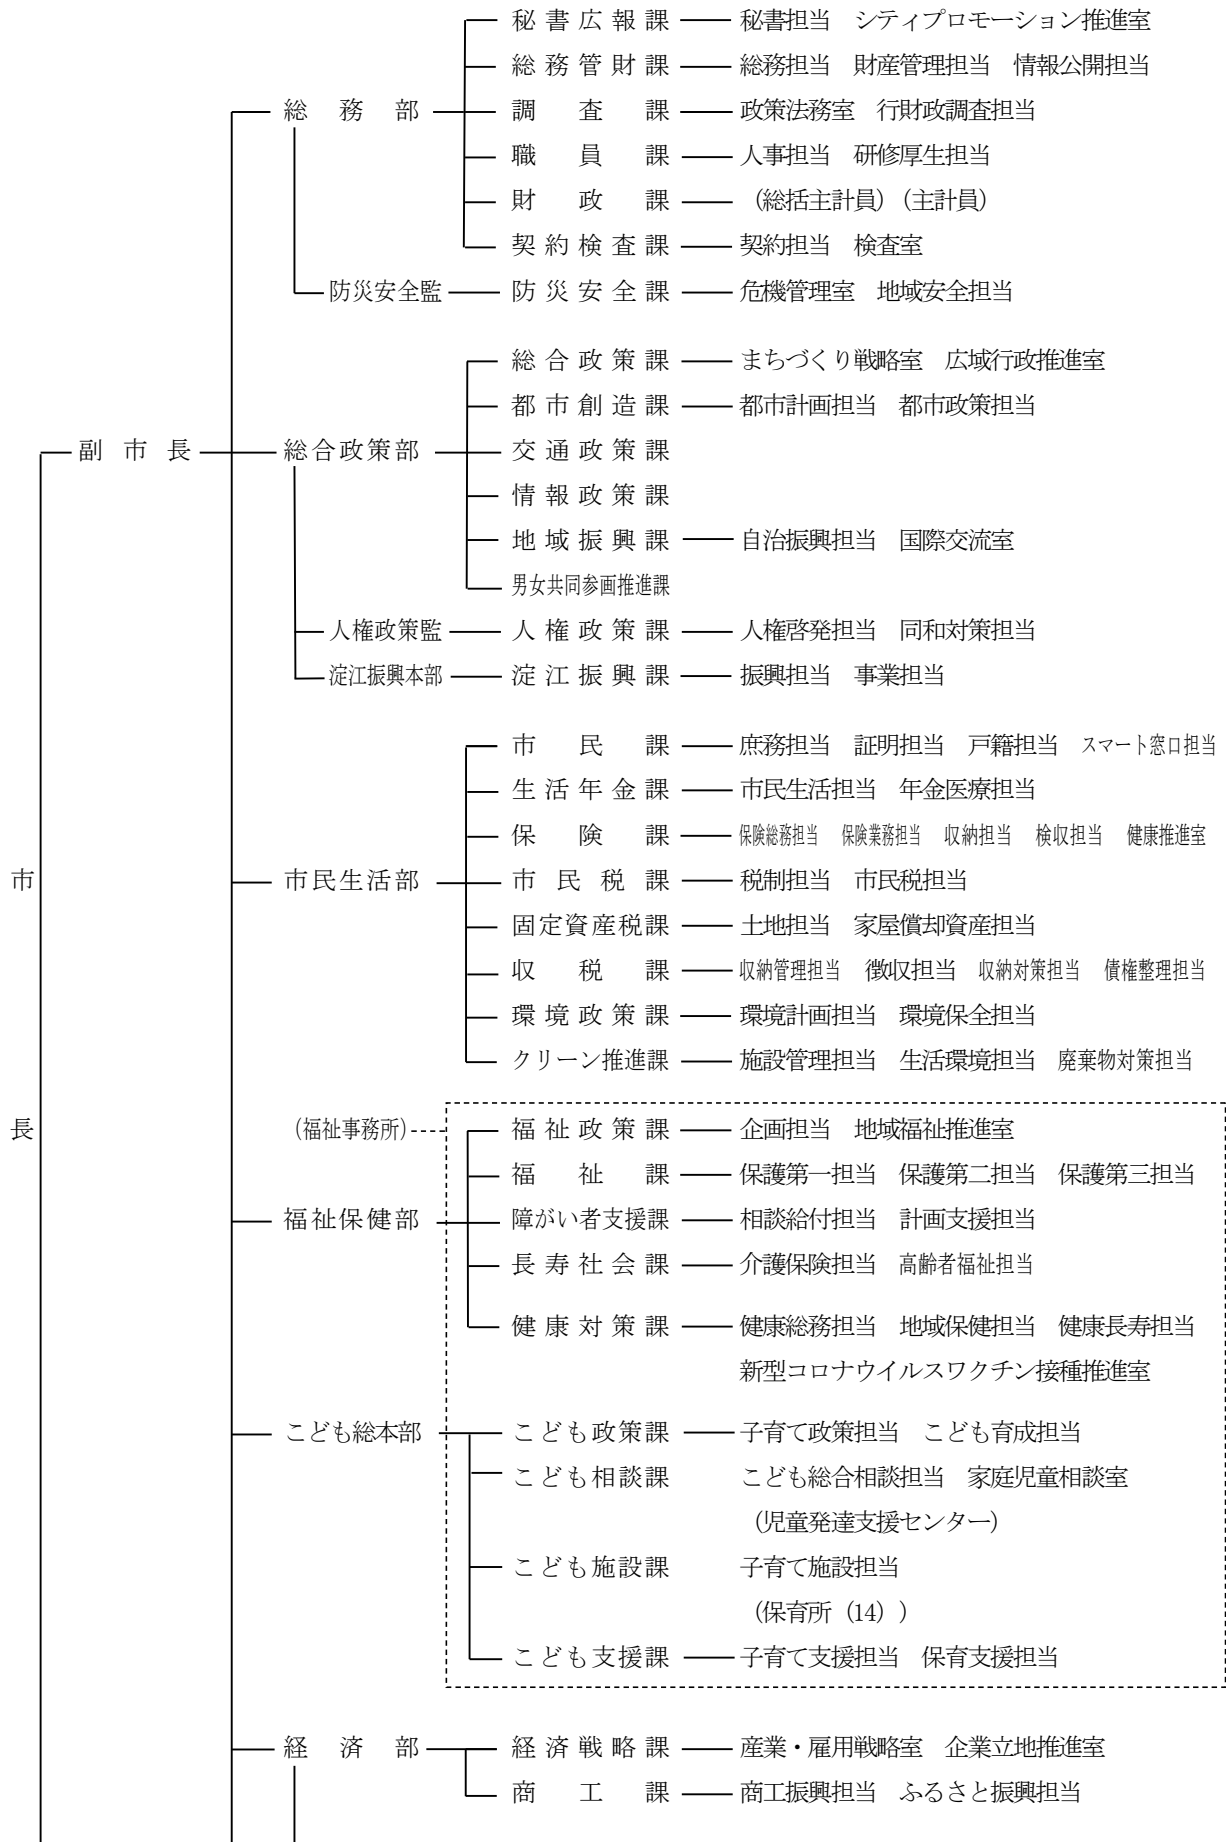 秘書広報課 秘書担当 シティプロモーション推進室
総務管財課 総務担当 財産管理担当 情報公開担当
総務部 調査課 政策法務室 行財政調査担当
職員課 人事担当 研修厚生担当
財政課 （総括主計員）（主計員）
契約検査課 契約担当 検査室
防災安全監 防災安全課 危機管理室 地域安全担当
総合政策課 まちづくり戦略室 広域行政推進室
都市創造課 都市計画担当 都市政策担当
副市長 総合政策部 交通政策課
情報政策課
地域振興課 自治振興担当 国際交流室
男女共同参画推進課
人権政策監 人権政策課 人権啓発担当 同和対策担当
淀江振興本部 淀江振興課 振興担当 事業担当
市民課 庶務担当 証明担当 戸籍担当 スマート窓口担当
生活年金課 市民生活担当 年金医療担当
保険課 保険総務担当 保険業務担当 収納担当 検収担当 健康推進室
市長 市民生活部 市民税課 税制担当 市民税担当
固定資産税課 土地担当 家屋償却資産担当
収税課 収納管理担当 徴収担当 収納対策担当 債権整理担当
環境政策課 環境計画担当 環境保全担当
クリーン推進課 施設管理担当 生活環境担当 廃棄物対策担当
（福祉事務所） 福祉政策課 企画担当 地域福祉推進室
福祉課 保護第一担当 保護第二担当 保護第三担当
福祉保健部 障がい者支援課 相談給付担当 計画支援担当
長寿社会課 介護保険担当 高齢者福祉担当
健康対策課 健康総務担当 地域保健担当 健康長寿担当
新型コロナウイルスワクチン接種推進室
こども総本部 こども政策課 子育て政策担当 こども育成担当
こども相談課 こども総合相談担当 家庭児童相談室
（児童発達支援センター）
こども施設課 子育て施設担当
（保育所（14））
こども支援課 子育て支援担当 保育支援担当
経済部 経済戦略課 産業・雇用戦略室 企業立地推進室
商工課 商工振興担当 ふるさと振興担当